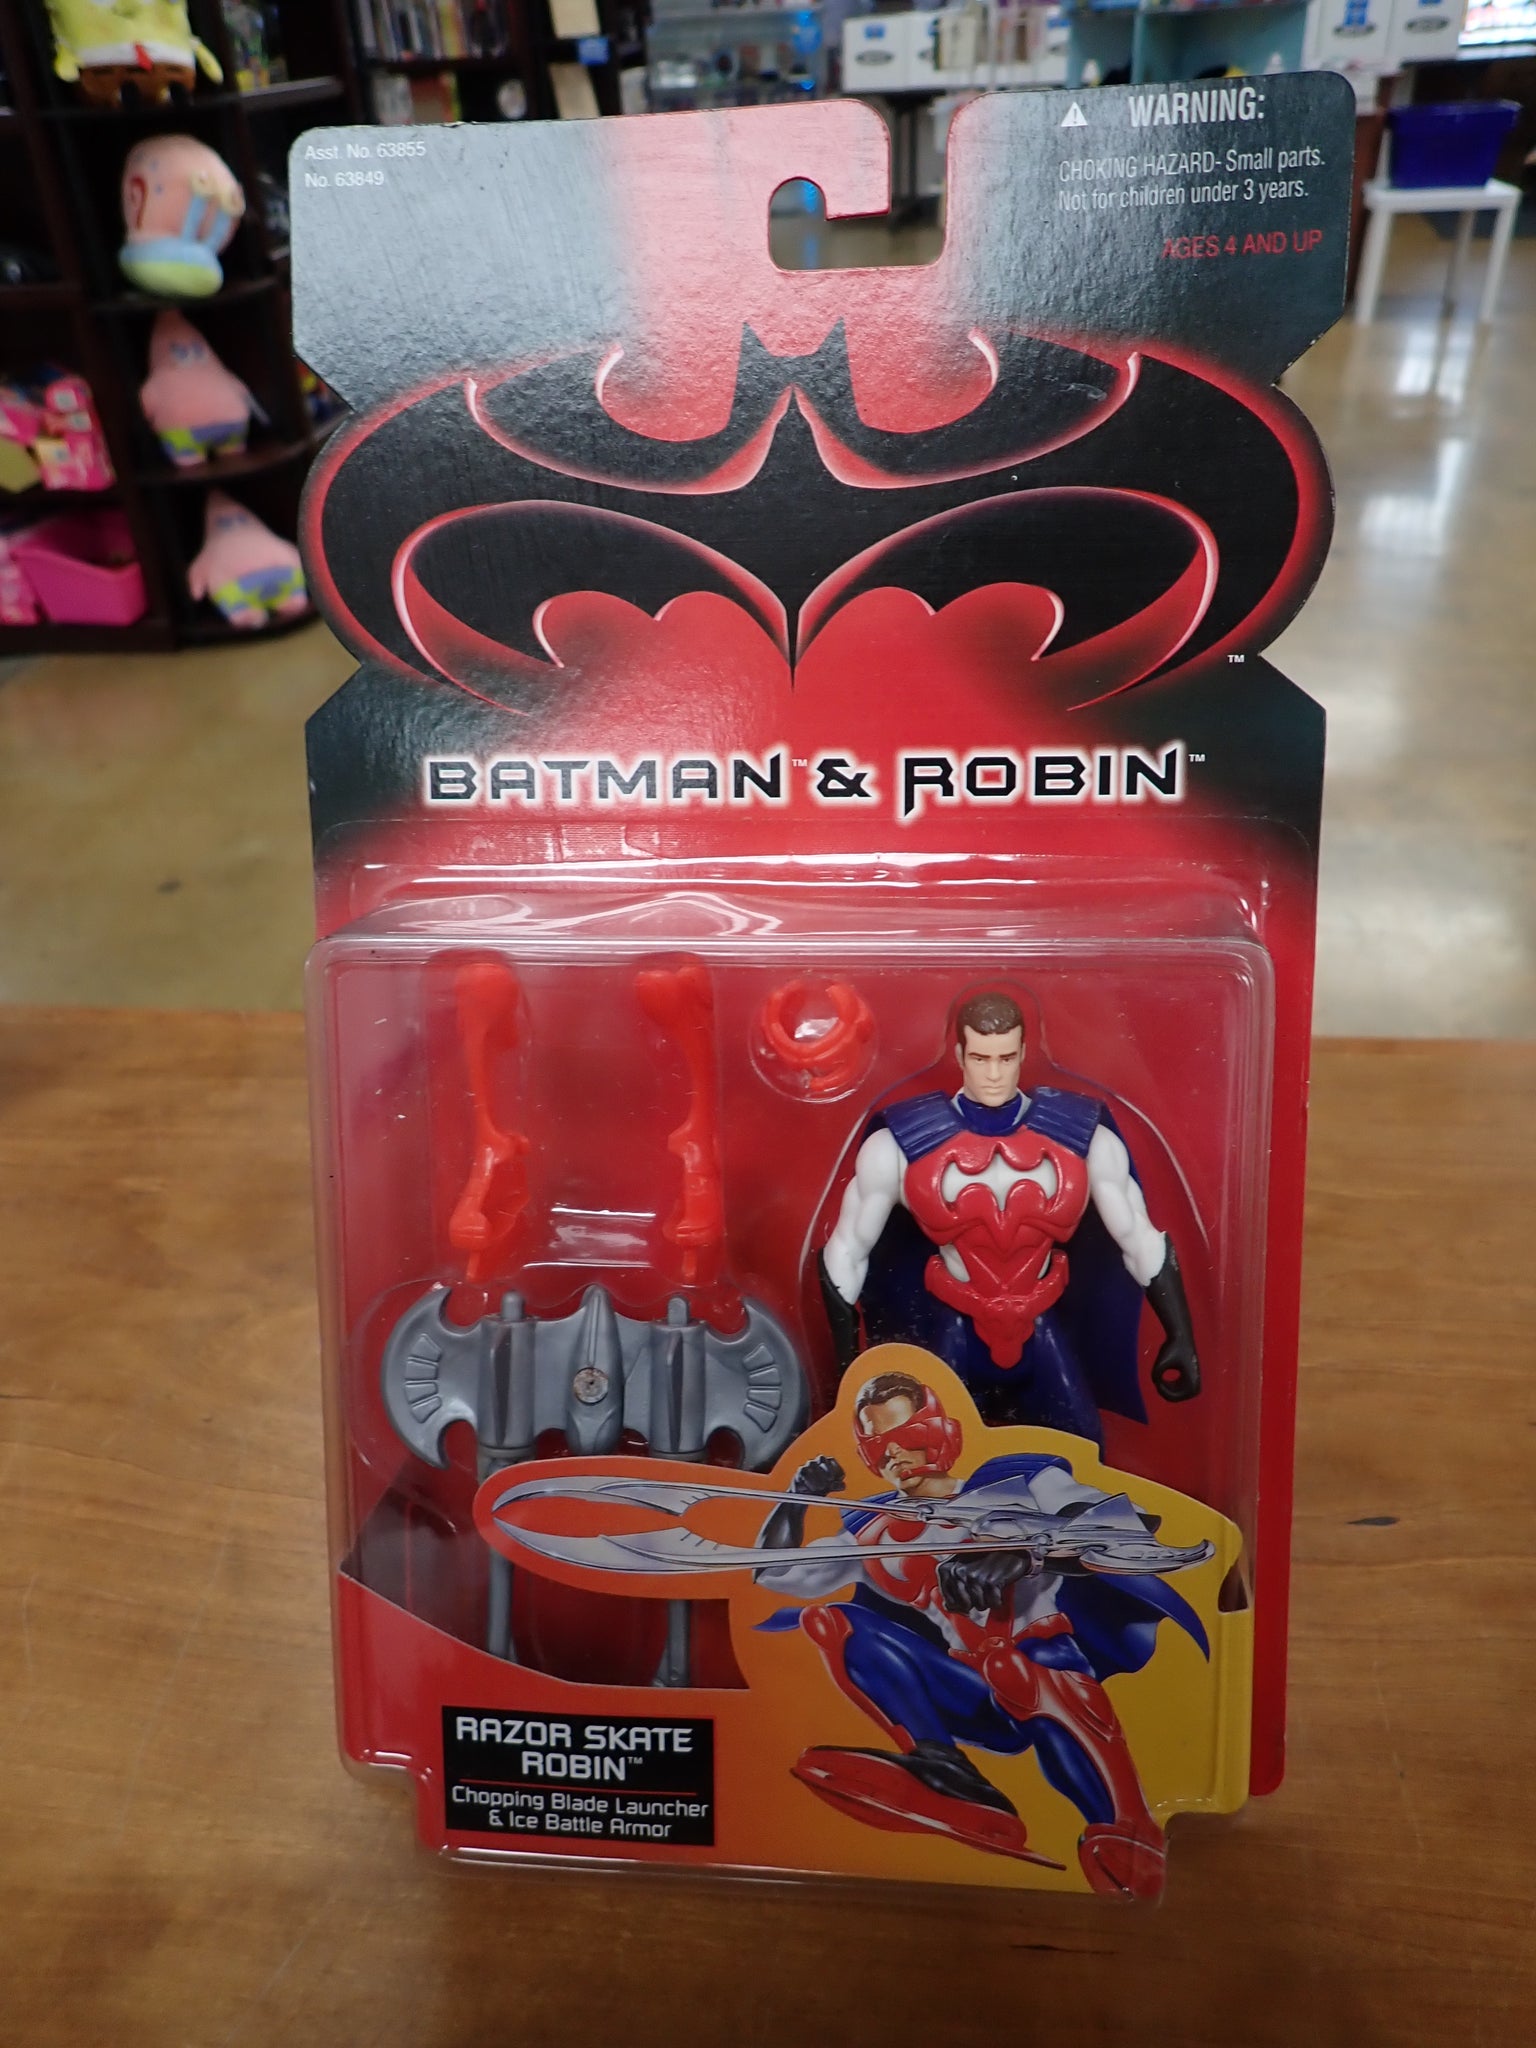 Asst. No. 63855
No. 63849
WARNING:
CHOKING HAZARD- Small parts.
Not for children under 3 years.
AGES 4 AND UP
TM
BATMAN™ & ROBIN™
RAZOR SKATE
ROBIN™
Chopping Blade Launcher
& Ice Battle Armor